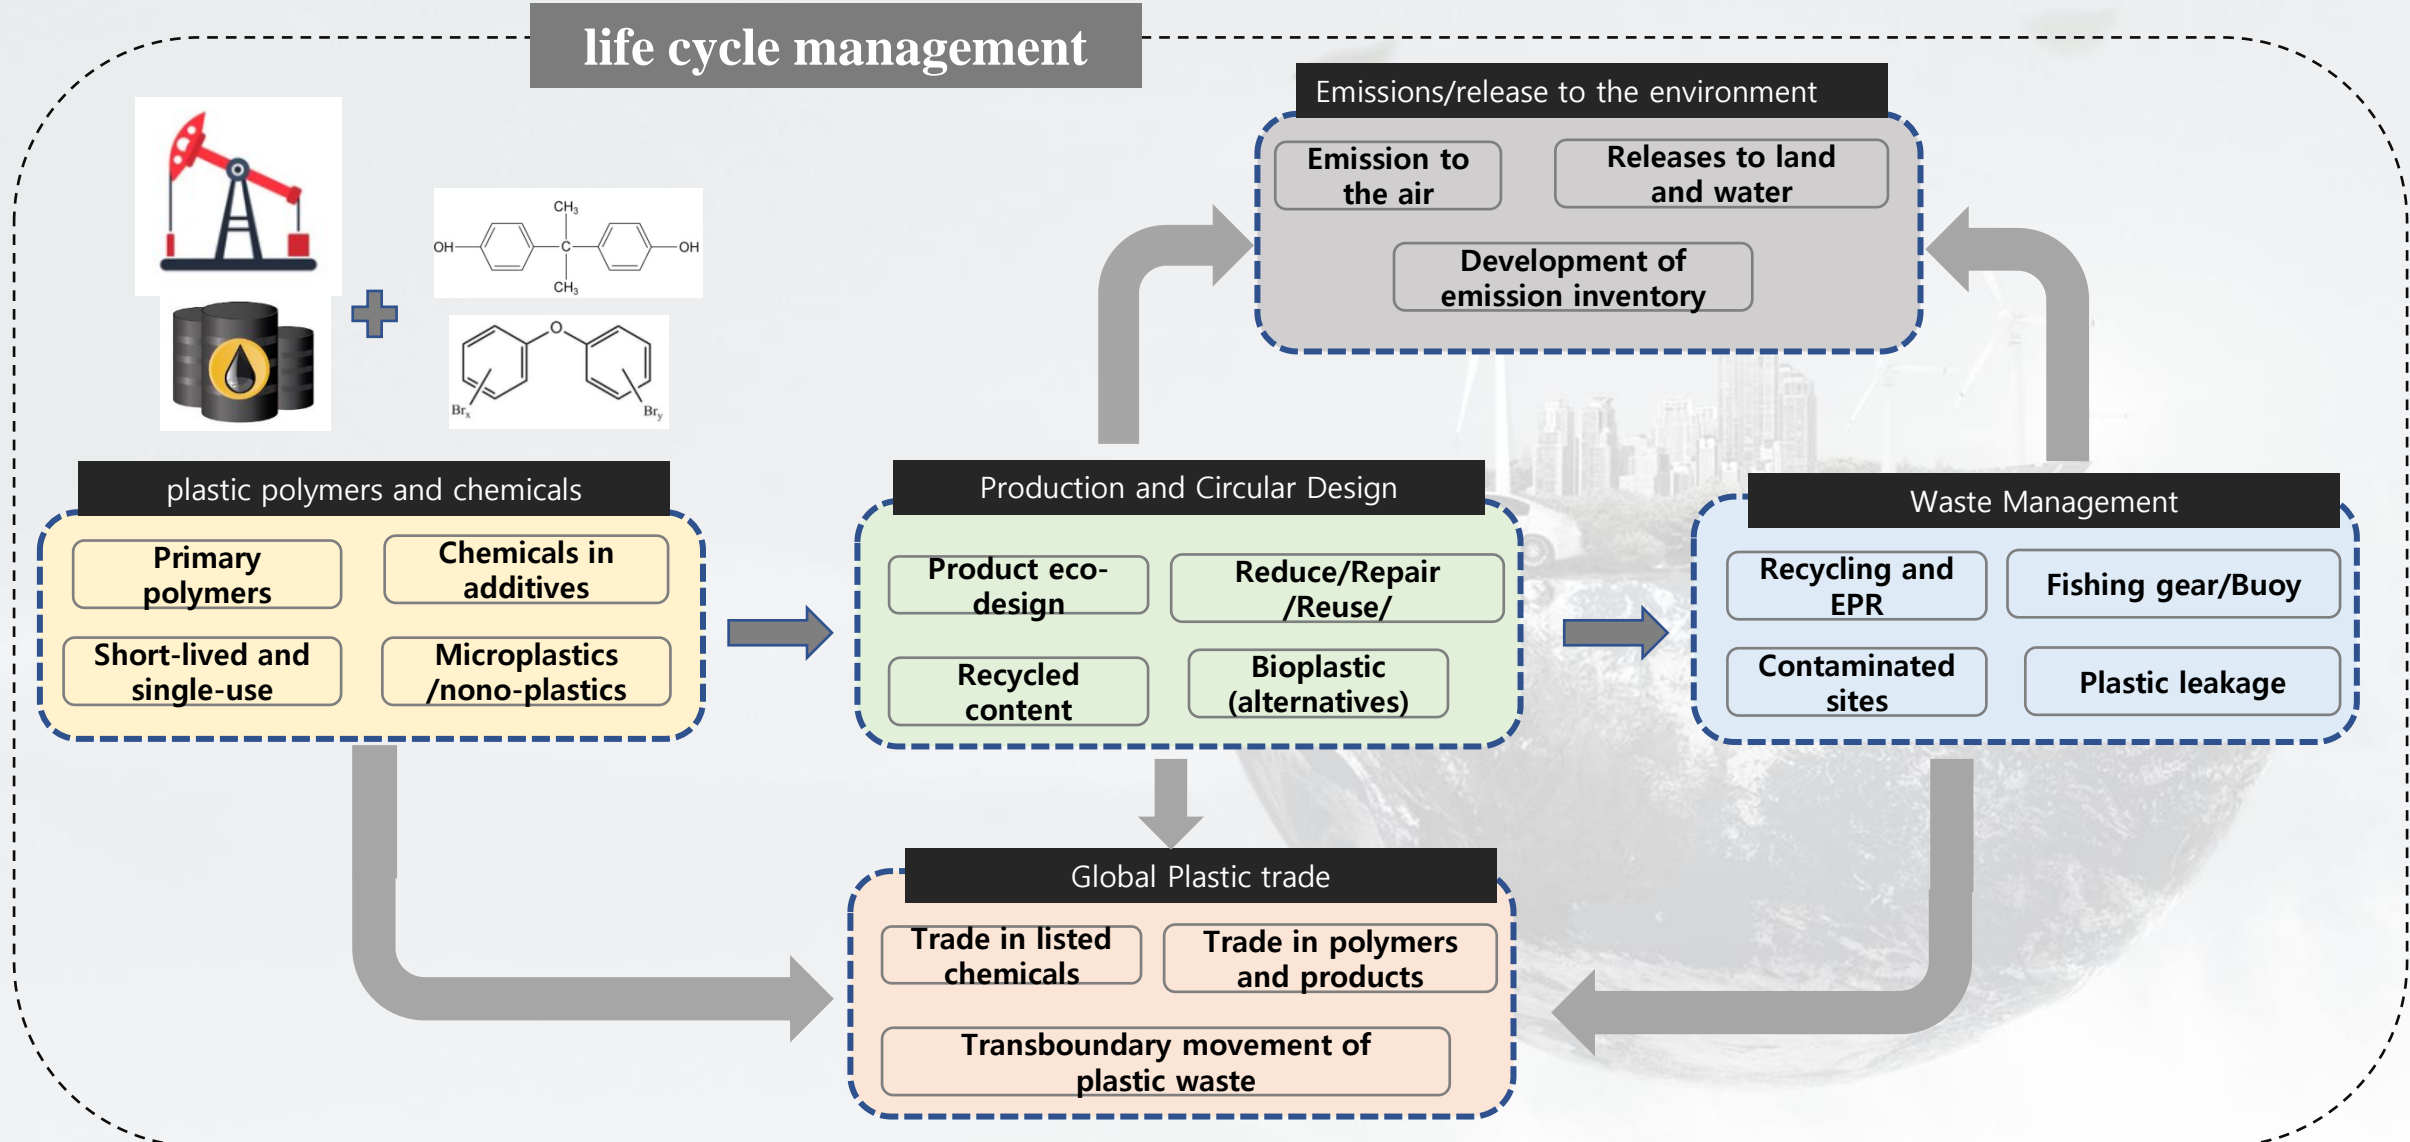 life cycle management
Emissions/release to the environment
Emission to
the air
Releases to land
and water
Development of
emission inventory
CH3
OH
C
OH
CH3
O
Brx
Bry
plastic polymers and chemicals
Primary
polymers
Chemicals in
additives
Short-lived and
single-use
Microplastics
/nono-plastics
Production and Circular Design
Product eco-
design
Reduce/Repair
/Reuse/
Recycled
content
Bioplastic
(alternatives)
Waste Management
Recycling and
EPR
Fishing gear/Buoy
Contaminated
sites
Plastic leakage
Global Plastic trade
Trade in listed
chemicals
Trade in polymers
and products
Transboundary movement of
plastic waste